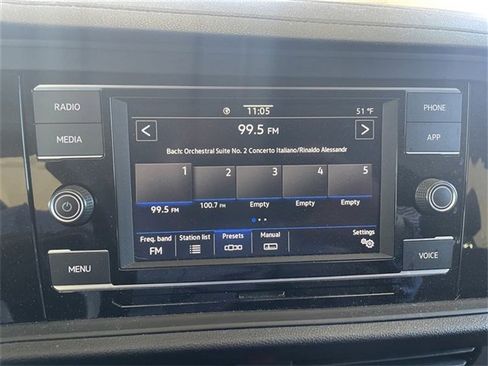 RADIO
MEDIA
MENU
11:05
51 °F
99.5 FM
Bach: Orchestral Suite No. 2 Concerto Italiano/Rinaldo Alessandr
1 2 3 4 5
99.5 FM 100.7 FM Empty Empty Empty
Freq. band Station list Presets Manual Settings
FM
PHONE
APP
VOICE